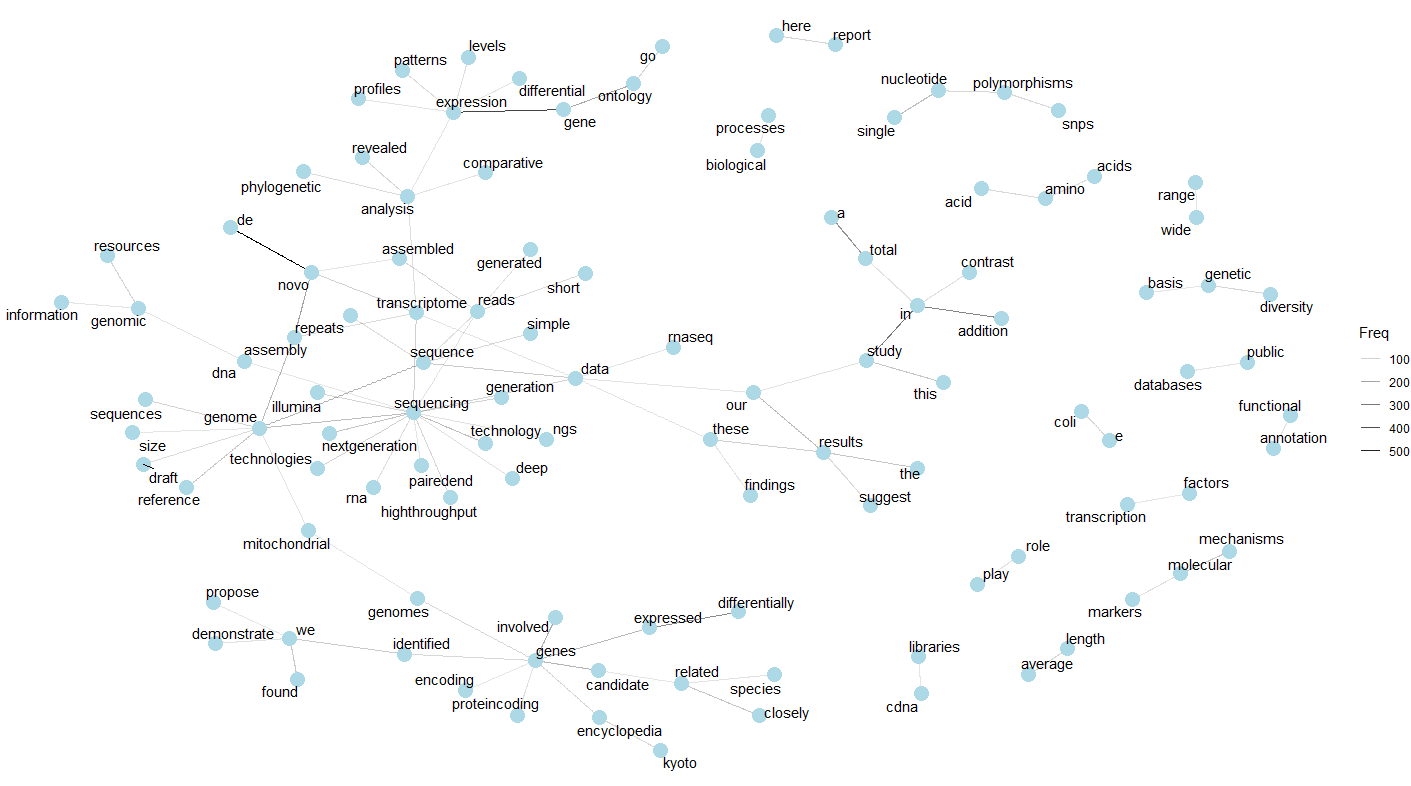 here
report
levels
patterns
go
profiles
differential
ontology
expression
gene
nucleotide
polymorphisms
single
snps
processes
biological
revealed
comparative
phylogenetic
analysis
acids
acid
amino
range
wide
de
a
resources
assembled
total
generated
contrast
novo
short
genetic
basis
diversity
information
genomic
transcriptome
reads
in
addition
repeats
simple
Freq
100
200
300
400
500
assembly
sequence
rnaseq
study
public
dna
data
databases
generation
this
illumina
sequencing
our
functional
sequences
genome
these
coli
e
annotation
size
nextgeneration
technology
ngs
results
technologies
deep
the
draft
pairedend
findings
suggest
factors
reference
rna
highthroughput
transcription
mitochondrial
mechanisms
role
molecular
play
propose
genomes
differentially
markers
demonstrate
we
involved
expressed
identified
genes
length
libraries
average
encoding
candidate
related
found
species
proteincoding
closely
cdna
encyclopedia
kyoto